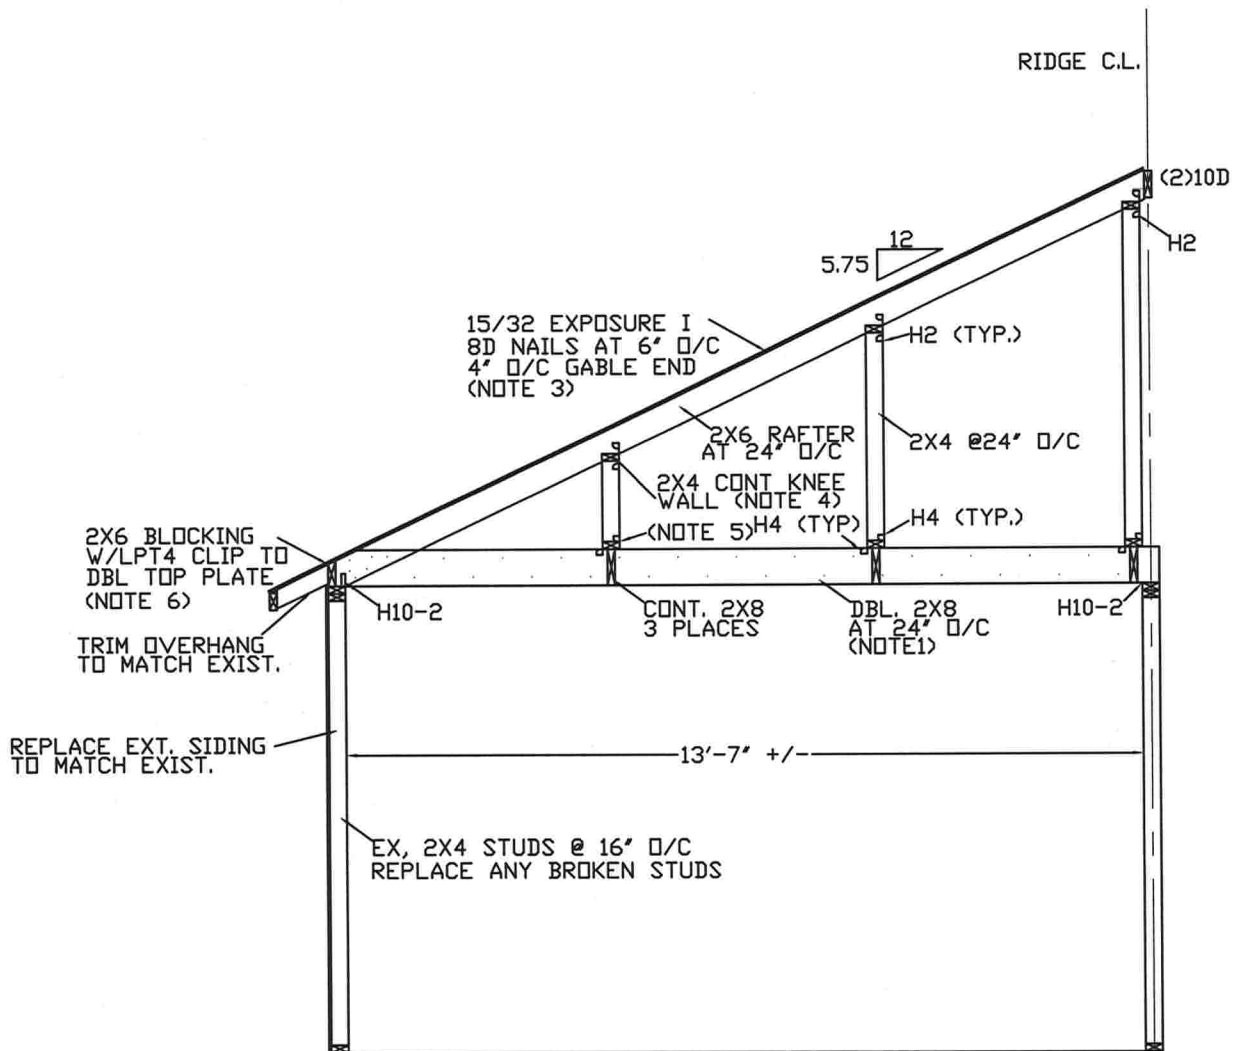 RIDGE C.L.
(2)10D
H2
12
5.75
15/32 EXPOSURE I
8D NAILS AT 6" O/C
4" O/C GABLE END
(NOTE 3)
H2 (TYP.)
2X6 RAFTER
AT 24" O/C
2X4 @24" O/C
2X4 CONT KNEE
WALL (NOTE 4)
(NOTE 5)
H4 (TYP)
H4 (TYP.)
2X6 BLOCKING
W/LPT4 CLIP TO
DBL TOP PLATE
(NOTE 6)
H10-2
CONT. 2X8
3 PLACES
DBL. 2X8
AT 24" O/C
(NOTE1)
H10-2
TRIM OVERHANG
TO MATCH EXIST.
REPLACE EXT. SIDING
TO MATCH EXIST.
13'-7" +/-
EX, 2X4 STUDS @ 16" O/C
REPLACE ANY BROKEN STUDS